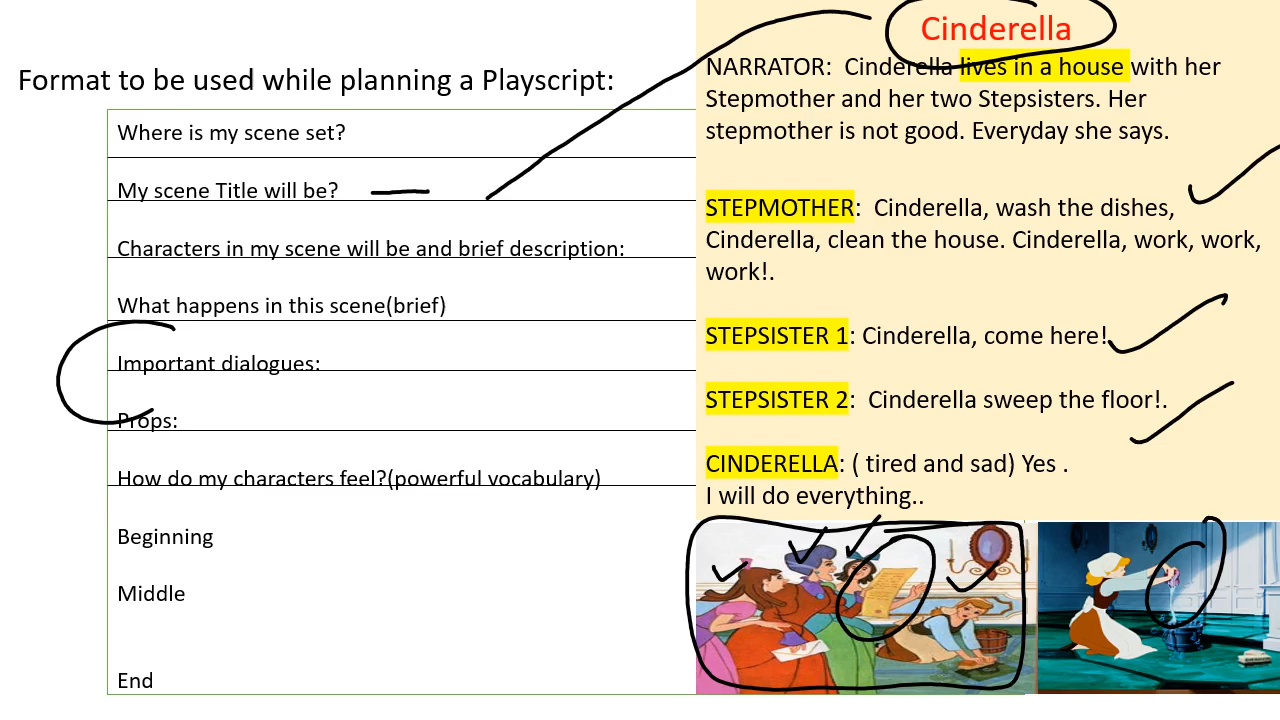 Format to be used while planning a Playscript:
Where is my scene set?
My scene Title will be?
Characters in my scene will be and brief description:
What happens in this scene(brief)
Important dialogues:
Props:
How do my characters feel?(powerful vocabulary)
Beginning
Middle
End
Cinderella
NARRATOR: Cinderella lives in a house with her
Stepmother and her two Stepsisters. Her
stepmother is not good. Everyday she says.
STEPMOTHER: Cinderella, wash the dishes,
Cinderella, clean the house. Cinderella, work, work,
work!.
STEPSISTER 1: Cinderella, come here!
STEPSISTER 2: Cinderella sweep the floor!.
CINDERELLA: ( tired and sad) Yes .
I will do everything..